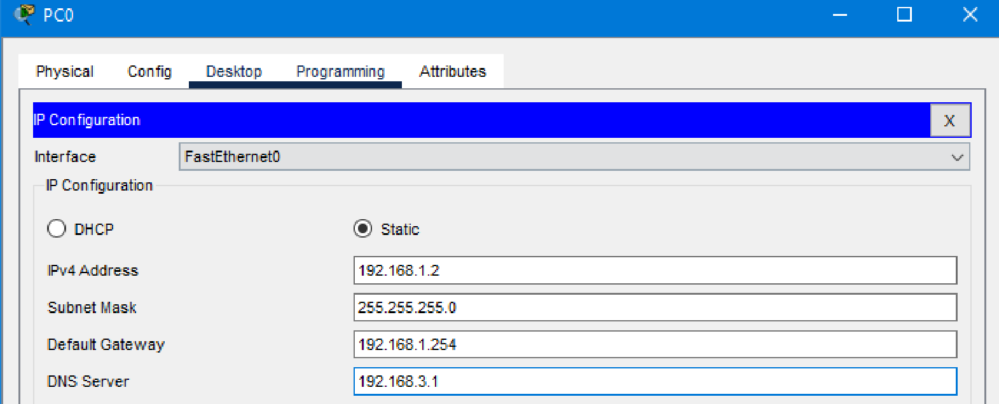 PC0
Physical Config Desktop Programming Attributes
IP Configuration X
Interface FastEthernet0
IP Configuration
DHCP Static
IPv4 Address 192.168.1.2
Subnet Mask 255.255.255.0
Default Gateway 192.168.1.254
DNS Server 192.168.3.1